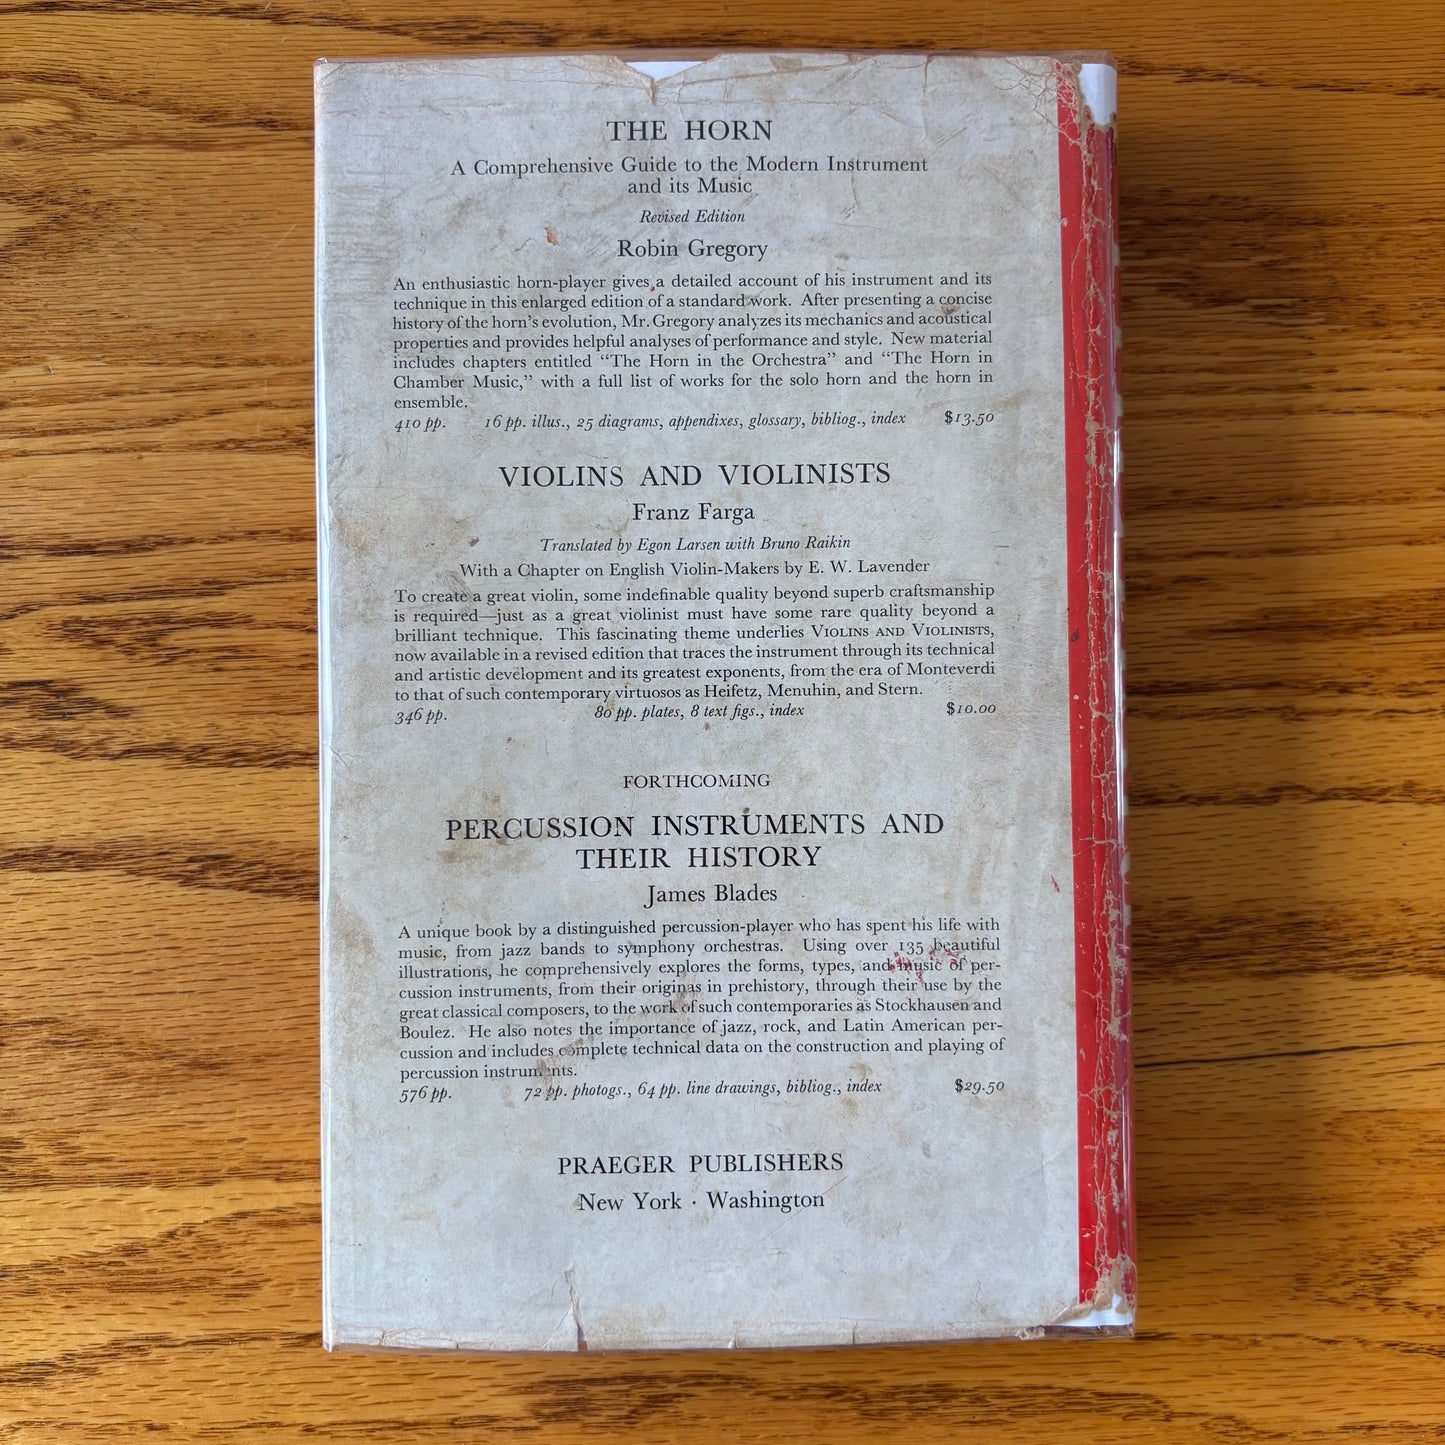 THE HORN
A Comprehensive Guide to the Modern Instrument
and its Music
Revised Edition
Robin Gregory
An enthusiastic horn-player gives a detailed account of his instrument and its
technique in this enlarged edition of a standard work. After presenting a concise
history of the horn's evolution, Mr. Gregory analyzes its mechanics and acoustical
properties and provides helpful analyses of performance and style. New material
includes chapters entitled "The Horn in the Orchestra" and "The Horn in
Chamber Music," with a full list of works for the solo horn and the horn in
ensemble.
410 pp. 16 pp. illus., 25 diagrams, appendixes, glossary, bibliog., index $13.50
VIOLINS AND VIOLINISTS
Franz Farga
Translated by Egon Larsen with Bruno Raikin
With a Chapter on English Violin-Makers by E. W. Lavender
To create a great violin, some indefinable quality beyond superb craftsmanship
is required—just as a great violinist must have some rare quality beyond a
brilliant technique. This fascinating theme underlies VIOLINS AND VIOLINISTS,
now available in a revised edition that traces the instrument through its technical
and artistic development and its greatest exponents, from the era of Monteverdi
to that of such contemporary virtuosos as Heifetz, Menuhin, and Stern.
346 pp. 80 pp. plates, 8 text figs., index $10.00
FORTHCOMING
PERCUSSION INSTRUMENTS AND
THEIR HISTORY
James Blades
A unique book by a distinguished percussion-player who has spent his life with
music, from jazz bands to symphony orchestras. Using over 135 beautiful
illustrations, he comprehensively explores the forms, types, and music of per-
cussion instruments, from their origins in prehistory, through their use by the
great classical composers, to the work of such contemporaries as Stockhausen and
Boulez. He also notes the importance of jazz, rock, and Latin American per-
cussion and includes complete technical data on the construction and playing of
percussion instruments.
576 pp. 72 pp. photogs., 64 pp. line drawings, bibliog., index $29.50
PRAEGER PUBLISHERS
New York · Washington